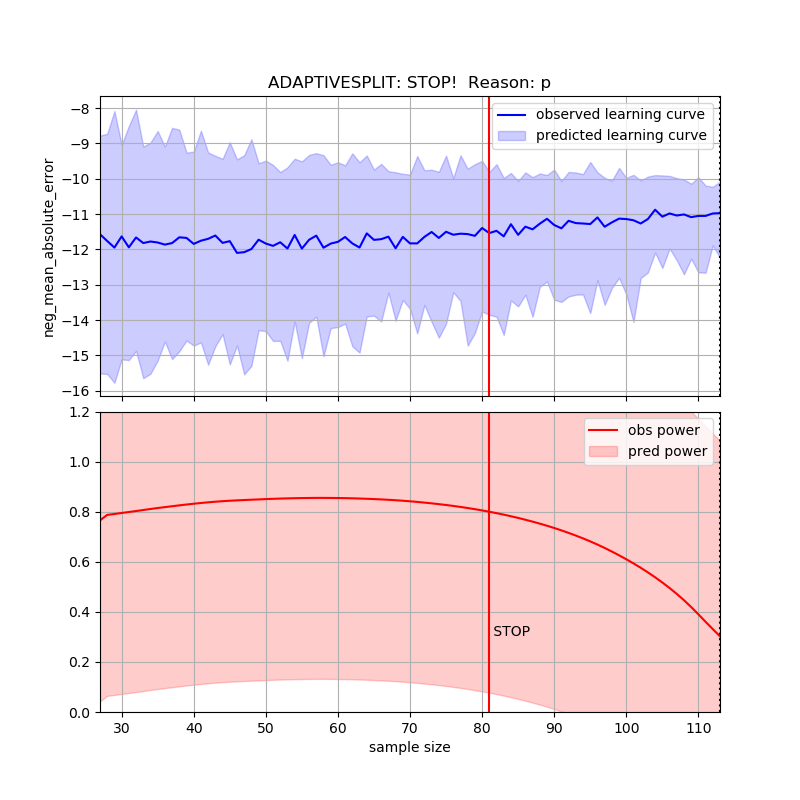 ADAPTIVESPLIT: STOP!  Reason: p
observed learning curve
predicted learning curve
neg_mean_absolute_error
−8
−9
−10
−11
−12
−13
−14
−15
−16
obs power
pred power
1.2
1.0
0.8
0.6
0.4
0.2
0.0
STOP
30 40 50 60 70 80 90 100 110
sample size